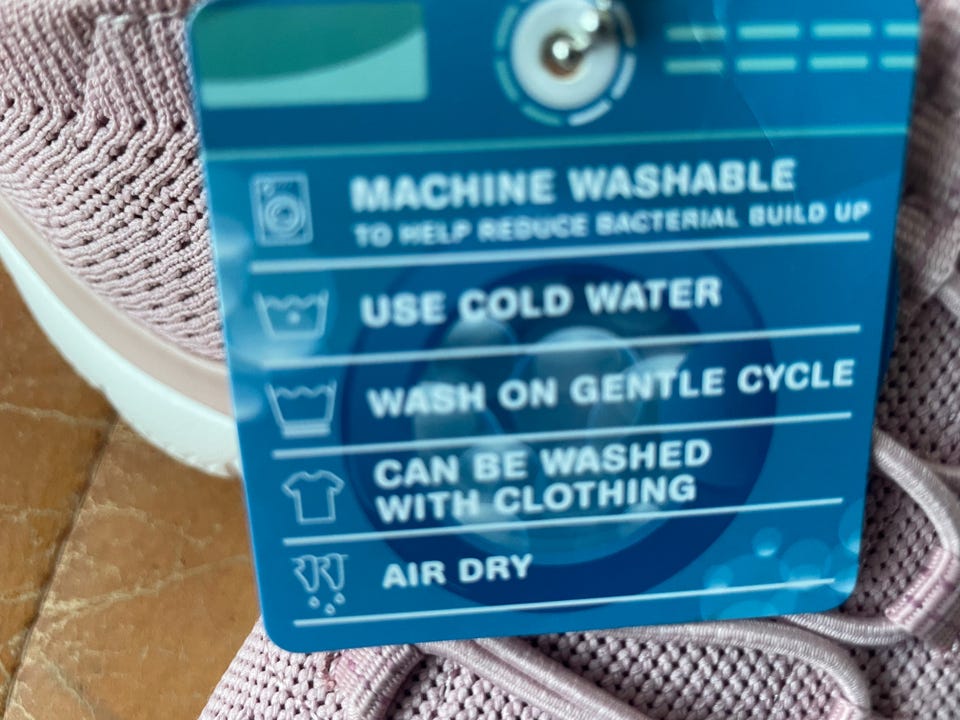 MACHINE WASHABLE
TO HELP REDUCE BACTERIAL BUILD UP
USE COLD WATER
WASH ON GENTLE CYCLE
CAN BE WASHED
WITH CLOTHING
AIR DRY